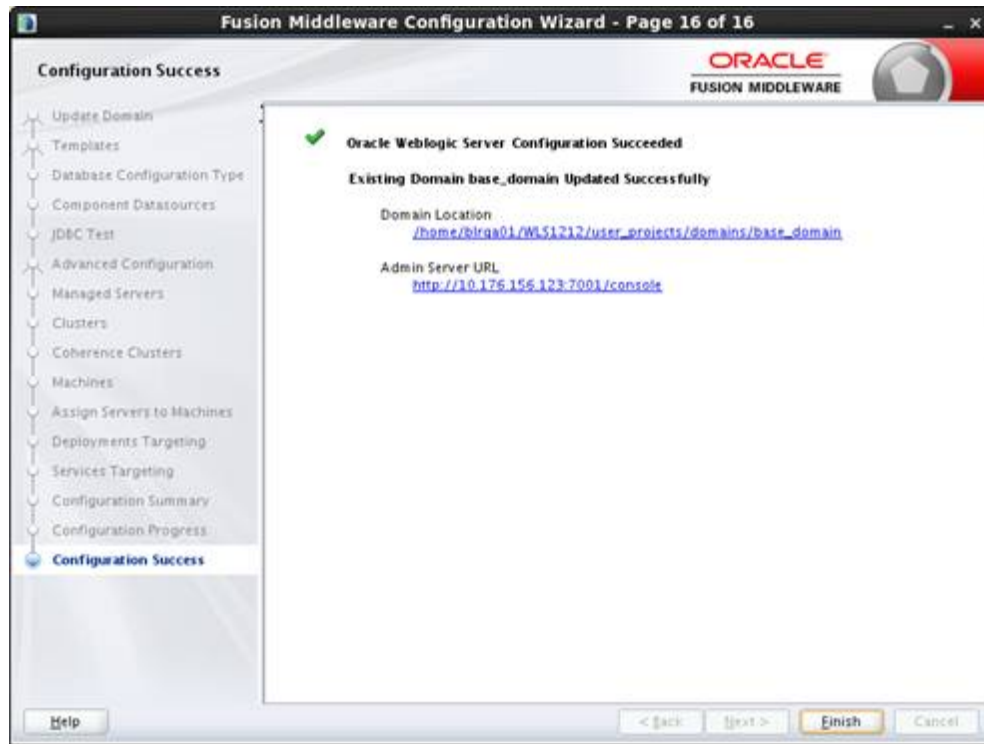 Fusion Middleware Configuration Wizard - Page 16 of 16
Configuration Success
ORACLE
FUSION MIDDLEWARE
Update Domain
Templates
Database Configuration Type
Component Datasources
JDBC Test
Advanced Configuration
Managed Servers
Clusters
Coherence Clusters
Machines
Assign Servers to Machines
Deployments Targeting
Services Targeting
Configuration Summary
Configuration Progress
Configuration Success
Oracle Weblogic Server Configuration Succeeded
Existing Domain base_domain Updated Successfully
Domain Location
/home/blrqa01/WLS1212/user_projects/domains/base_domain
Admin Server URL
http://10.176.156.123:7001/console
Help
< Back
Next >
Finish
Cancel